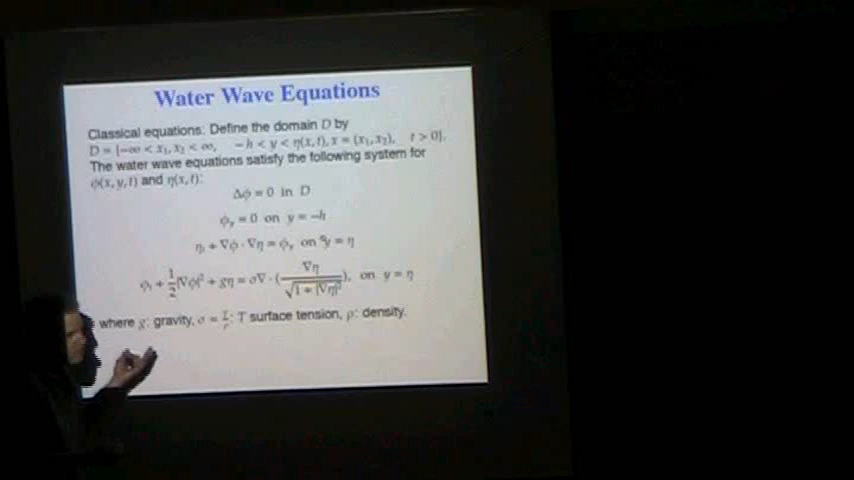 Water Wave Equations
Classical equations: Define the domain D by
D = {−∞ < x₁, x₂ < ∞, −h < y < η(x, t), x = (x₁, x₂), t > 0}.
The water wave equations satisfy the following system for
ϕ(x, y, t) and η(x, t):
Δϕ = 0 in D
ϕᵧ = 0 on y = −h
ηₜ + ∇ϕ · ∇η = ϕᵧ on y = η
ϕₜ + 1/2|∇ϕ|² + gη = σ∇ · (∇η/√(1 + |∇η|²)), on y = η
where g: gravity, σ = T/ρ: T surface tension, ρ: density.